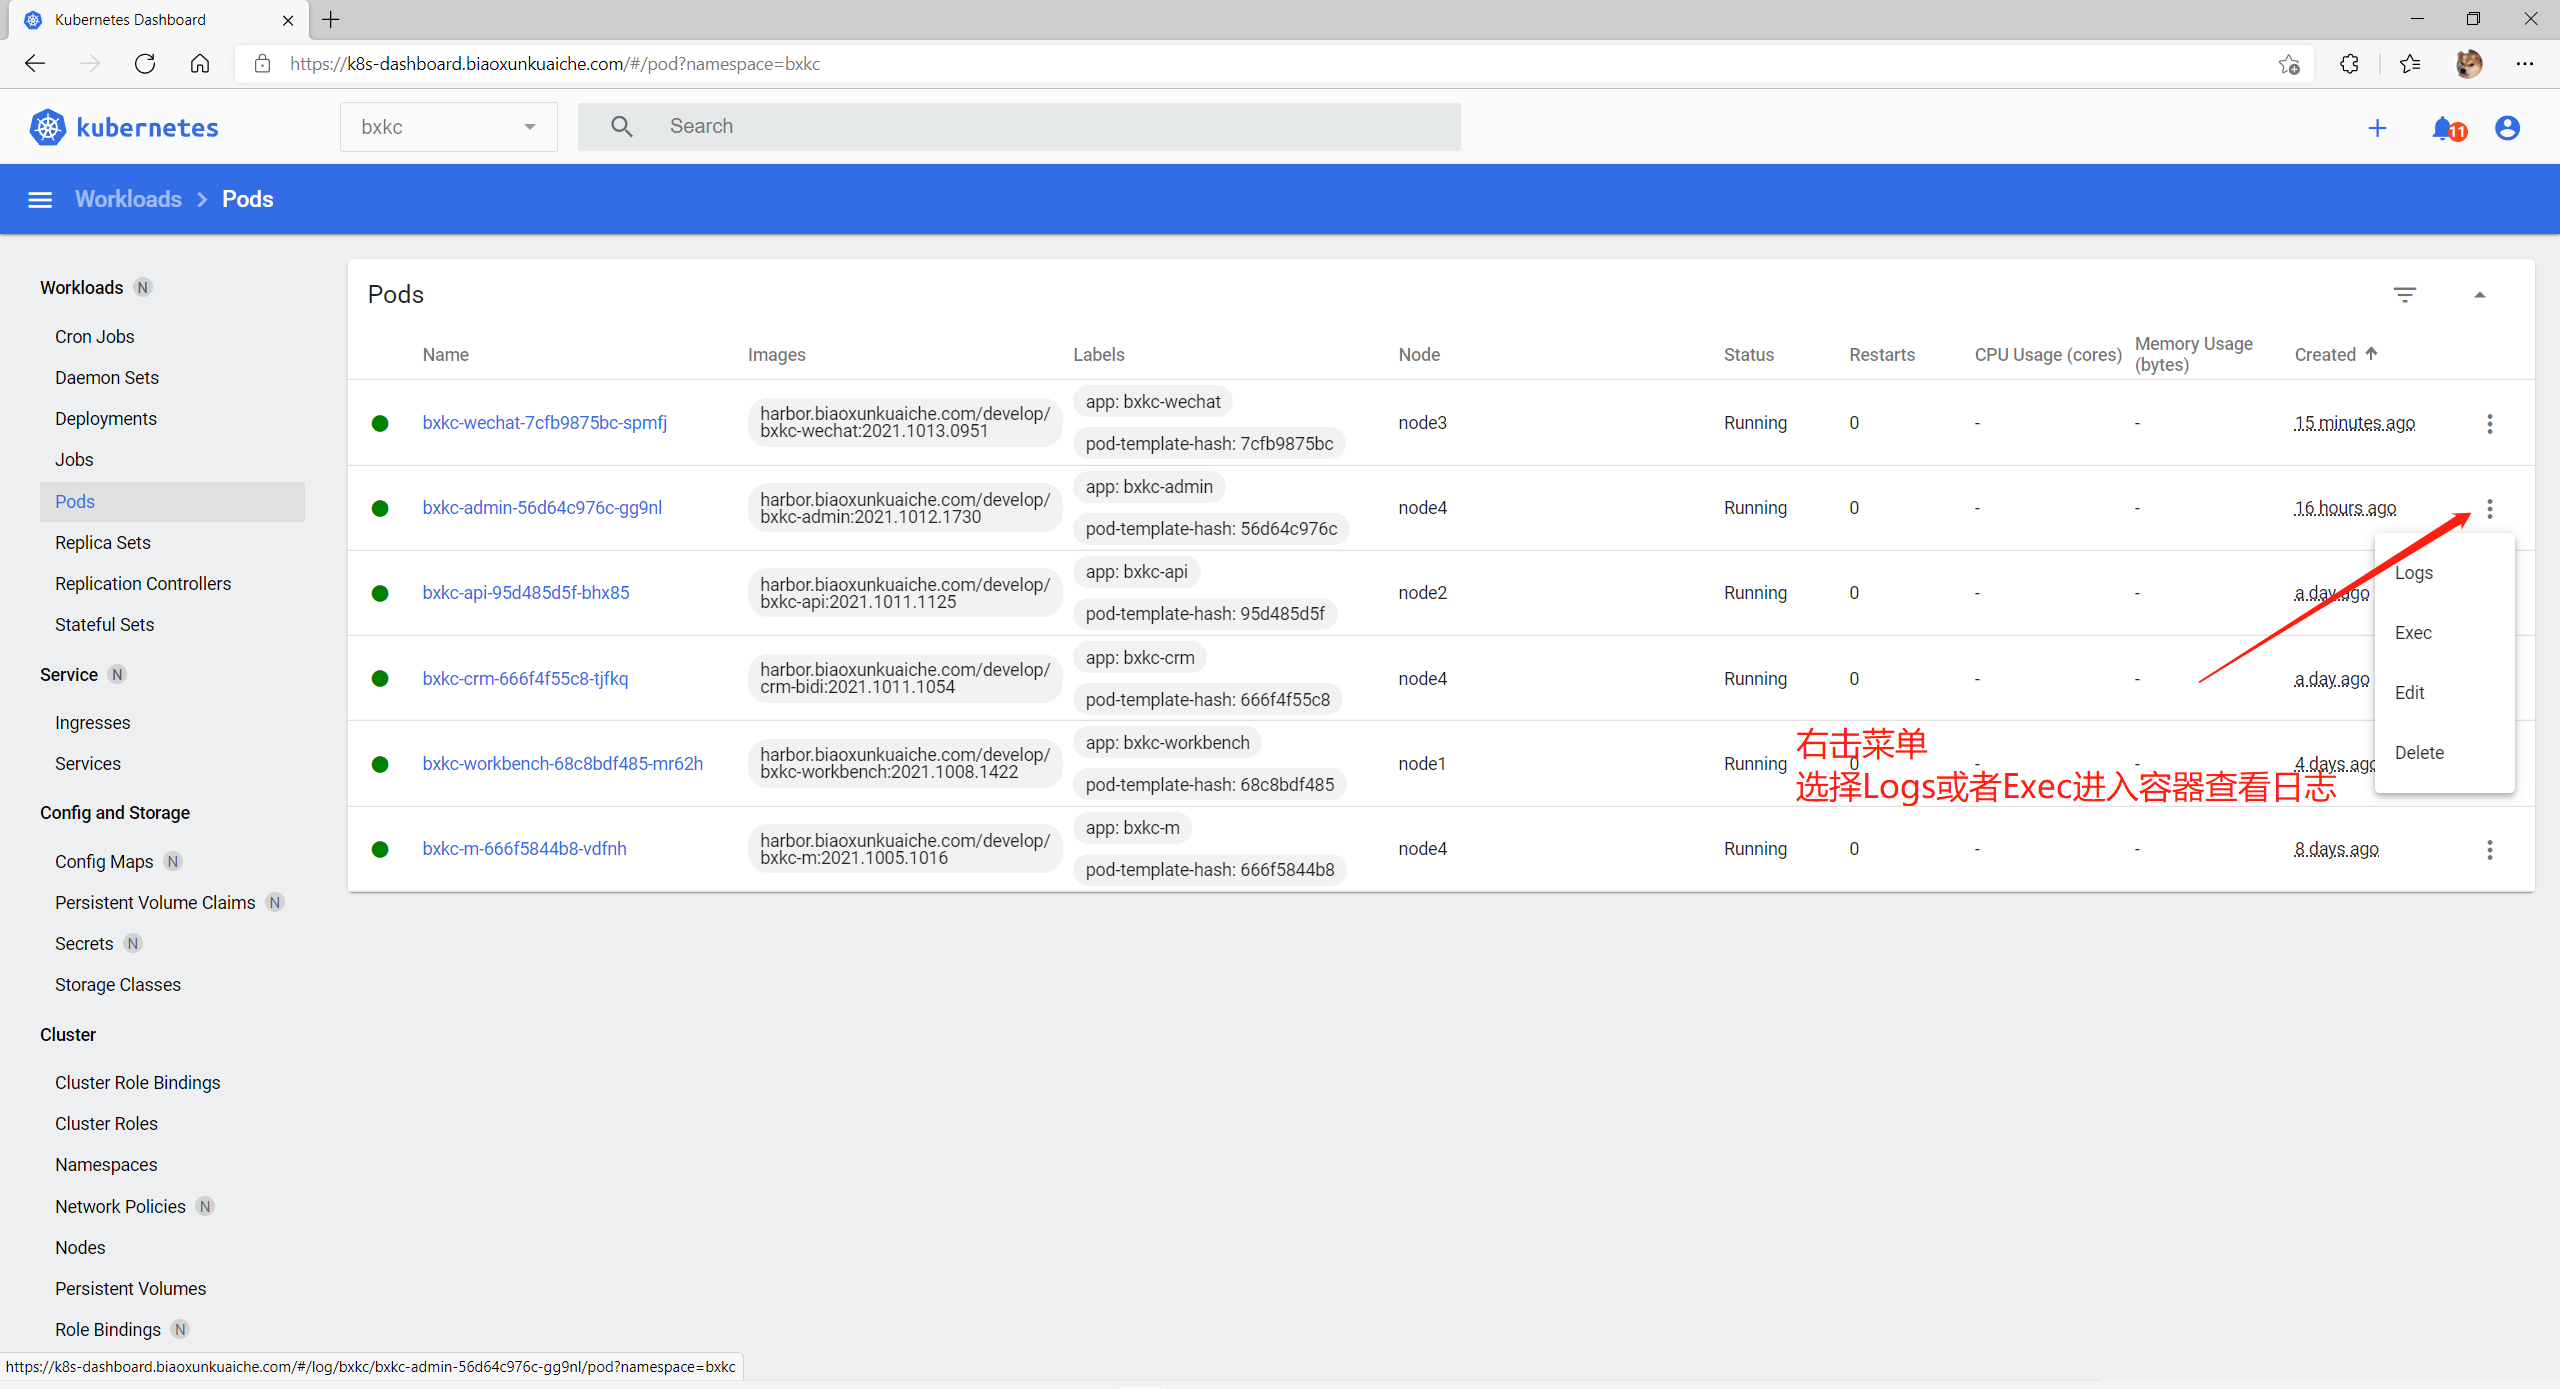 Kubernetes Dashboard
https://k8s-dashboard.biaoxunkuaiche.com/#/pod?namespace=bxkc
kubernetes
bxkc
Search
11
Workloads
Pods
Workloads N
Cron Jobs
Daemon Sets
Deployments
Jobs
Pods
Replica Sets
Replication Controllers
Stateful Sets
Service N
Ingresses
Services
Config and Storage
Config Maps N
Persistent Volume Claims N
Secrets N
Storage Classes
Cluster
Cluster Role Bindings
Cluster Roles
Namespaces
Network Policies N
Nodes
Persistent Volumes
Role Bindings N
Pods
Name Images Labels Node Status Restarts CPU Usage (cores) Memory Usage (bytes) Created
bxkc-wechat-7cfb9875bc-spmfj
harbor.biaoxunkuaiche.com/develop/
bxkc-wechat:2021.1013.0951
app: bxkc-wechat
pod-template-hash: 7cfb9875bc
node3 Running 0 - - 15 minutes ago
bxkc-admin-56d64c976c-gg9nl
harbor.biaoxunkuaiche.com/develop/
bxkc-admin:2021.1012.1730
app: bxkc-admin
pod-template-hash: 56d64c976c
node4 Running 0 - - 16 hours ago
bxkc-api-95d485d5f-bhx85
harbor.biaoxunkuaiche.com/develop/
bxkc-api:2021.1011.1125
app: bxkc-api
pod-template-hash: 95d485d5f
node2 Running 0 - - a day ago
bxkc-crm-666f4f55c8-tjfkq
harbor.biaoxunkuaiche.com/develop/
crm-bidi:2021.1011.1054
app: bxkc-crm
pod-template-hash: 666f4f55c8
node4 Running 0 - - a day ago
bxkc-workbench-68c8bdf485-mr62h
harbor.biaoxunkuaiche.com/develop/
bxkc-workbench:2021.1008.1422
app: bxkc-workbench
pod-template-hash: 68c8bdf485
node1 Running 0 - - 4 days ago
bxkc-m-666f5844b8-vdfnh
harbor.biaoxunkuaiche.com/develop/
bxkc-m:2021.1005.1016
app: bxkc-m
pod-template-hash: 666f5844b8
node4 Running 0 - - 8 days ago
Logs
Exec
Edit
Delete
右击菜单
选择Logs或者Exec进入容器查看日志
https://k8s-dashboard.biaoxunkuaiche.com/#/log/bxkc/bxkc-admin-56d64c976c-gg9nl/pod?namespace=bxkc